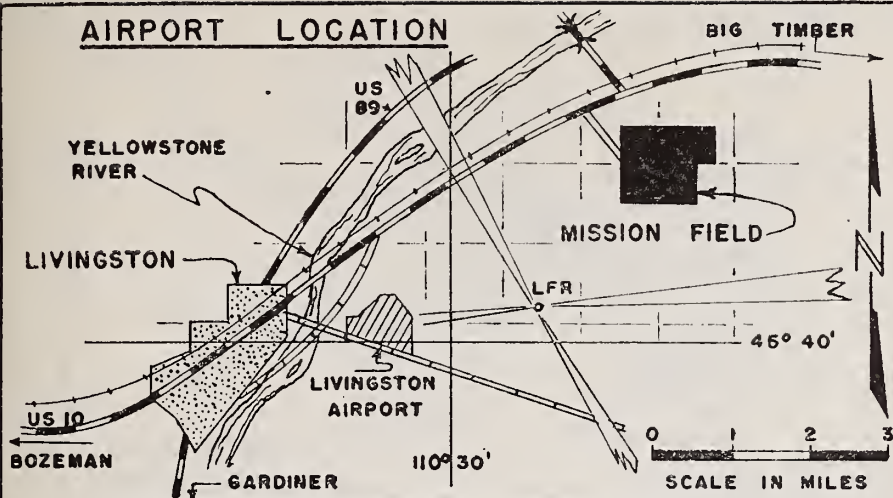 AIRPORT LOCATION
BIG TIMBER
US
89
YELLOWSTONE
RIVER
MISSION FIELD
N
LIVINGSTON
LFR
46° 40'
LIVINGSTON
AIRPORT
US 10
0 1 2 3
BOZEMAN
110° 30'
GARDINER
SCALE IN MILES